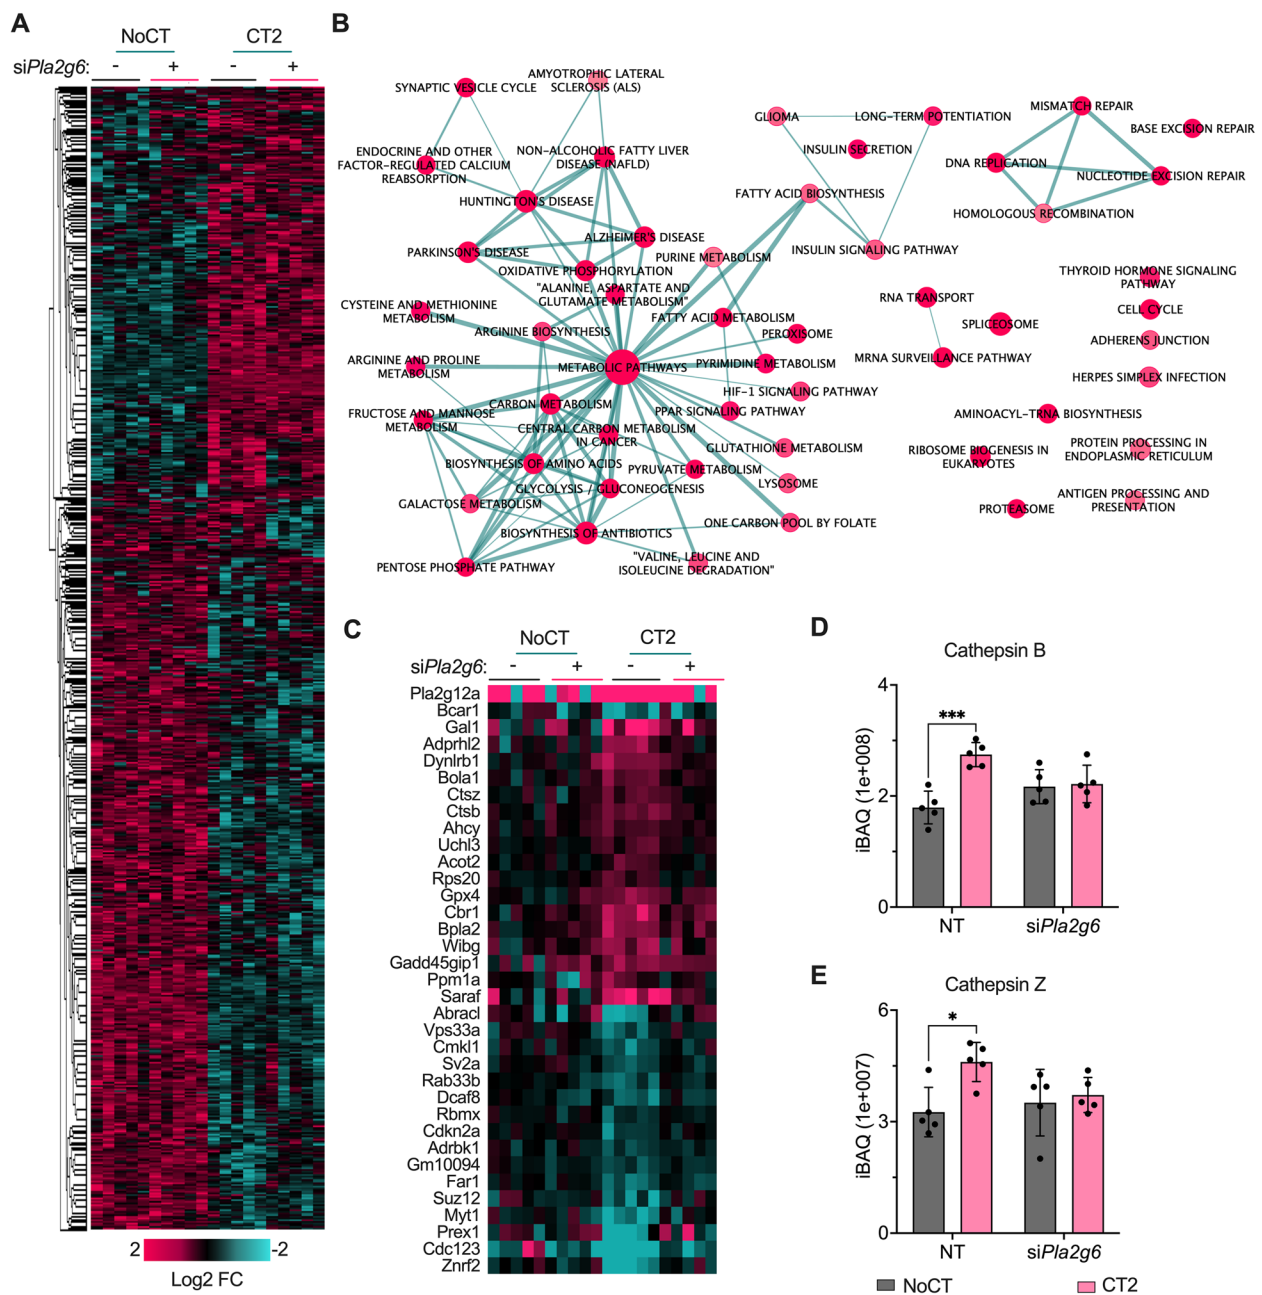 A
NoCT
CT2
siPla2g6:
-
+
-
+
2
-2
Log2 FC
B
SYNAPTIC VESICLE CYCLE
AMYOTROPHIC LATERAL
SCLEROSIS (ALS)
ENDOCRINE AND OTHER
FACTOR-REGULATED CALCIUM
REABSORPTION
NON-ALCOHOLIC FATTY LIVER
DISEASE (NAFLD)
HUNTINGTON'S DISEASE
PARKINSON'S DISEASE
ALZHEIMER'S DISEASE
OXIDATIVE PHOSPHORYLATION
PURINE METABOLISM
"ALANINE, ASPARTATE AND
GLUTAMATE METABOLISM"
CYSTEINE AND METHIONINE
METABOLISM
ARGININE BIOSYNTHESIS
FATTY ACID METABOLISM
PEROXISOME
ARGININE AND PROLINE
METABOLISM
METABOLIC PATHWAYS
PYRIMIDINE METABOLISM
HIF-1 SIGNALING PATHWAY
FRUCTOSE AND MANNOSE
METABOLISM
CARBON METABOLISM
PPAR SIGNALING PATHWAY
CENTRAL CARBON METABOLISM
IN CANCER
GLUTATHIONE METABOLISM
BIOSYNTHESIS OF AMINO ACIDS
PYRUVATE METABOLISM
LYSOSOME
GLYCOLYSIS / GLUCONEOGENESIS
GALACTOSE METABOLISM
ONE CARBON POOL BY FOLATE
BIOSYNTHESIS OF ANTIBIOTICS
PENTOSE PHOSPHATE PATHWAY
"VALINE, LEUCINE AND
ISOLEUCINE DEGRADATION"
GLIOMA
LONG-TERM POTENTIATION
INSULIN SECRETION
FATTY ACID BIOSYNTHESIS
INSULIN SIGNALING PATHWAY
MISMATCH REPAIR
BASE EXCISION REPAIR
DNA REPLICATION
NUCLEOTIDE EXCISION REPAIR
HOMOLOGOUS RECOMBINATION
THYROID HORMONE SIGNALING
PATHWAY
RNA TRANSPORT
SPLICEOSOME
CELL CYCLE
ADHERENS JUNCTION
MRNA SURVEILLANCE PATHWAY
HERPES SIMPLEX INFECTION
AMINOACYL-TRNA BIOSYNTHESIS
RIBOSOME BIOGENESIS IN
EUKARYOTES
PROTEIN PROCESSING IN
ENDOPLASMIC RETICULUM
PROTEASOME
ANTIGEN PROCESSING AND
PRESENTATION
C
NoCT
CT2
siPla2g6:
-
+
-
+
Pla2g12a
Bcar1
Gal1
Adprhl2
Dynlrb1
Bola1
Ctsz
Ctsb
Ahcy
Uchl3
Acot2
Rps20
Gpx4
Cbr1
Bpla2
Wibg
Gadd45gip1
Ppm1a
Saraf
Abracl
Vps33a
Cmkl1
Sv2a
Rab33b
Dcaf8
Rbmx
Cdkn2a
Adrbk1
Gm10094
Far1
Suz12
Myt1
Prex1
Cdc123
Znrf2
D
Cathepsin B
iBAQ (1e+008)
4
2
0
***
NT
siPla2g6
E
Cathepsin Z
iBAQ (1e+007)
6
3
0
*
NT
siPla2g6
NoCT
CT2